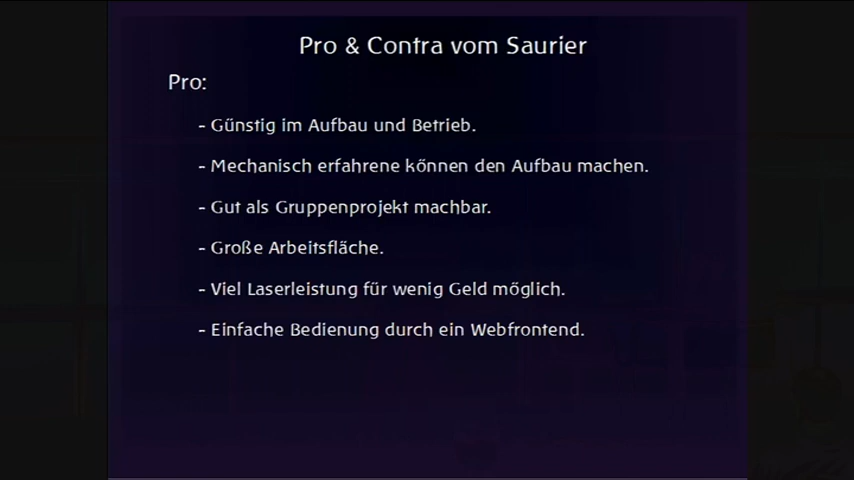 Pro & Contra vom Saurier
Pro:
- Günstig im Aufbau und Betrieb.
- Mechanisch erfahrene können den Aufbau machen.
- Gut als Gruppenprojekt machbar.
- Große Arbeitsfläche.
- Viel Laserleistung für wenig Geld möglich.
- Einfache Bedienung durch ein Webfrontend.